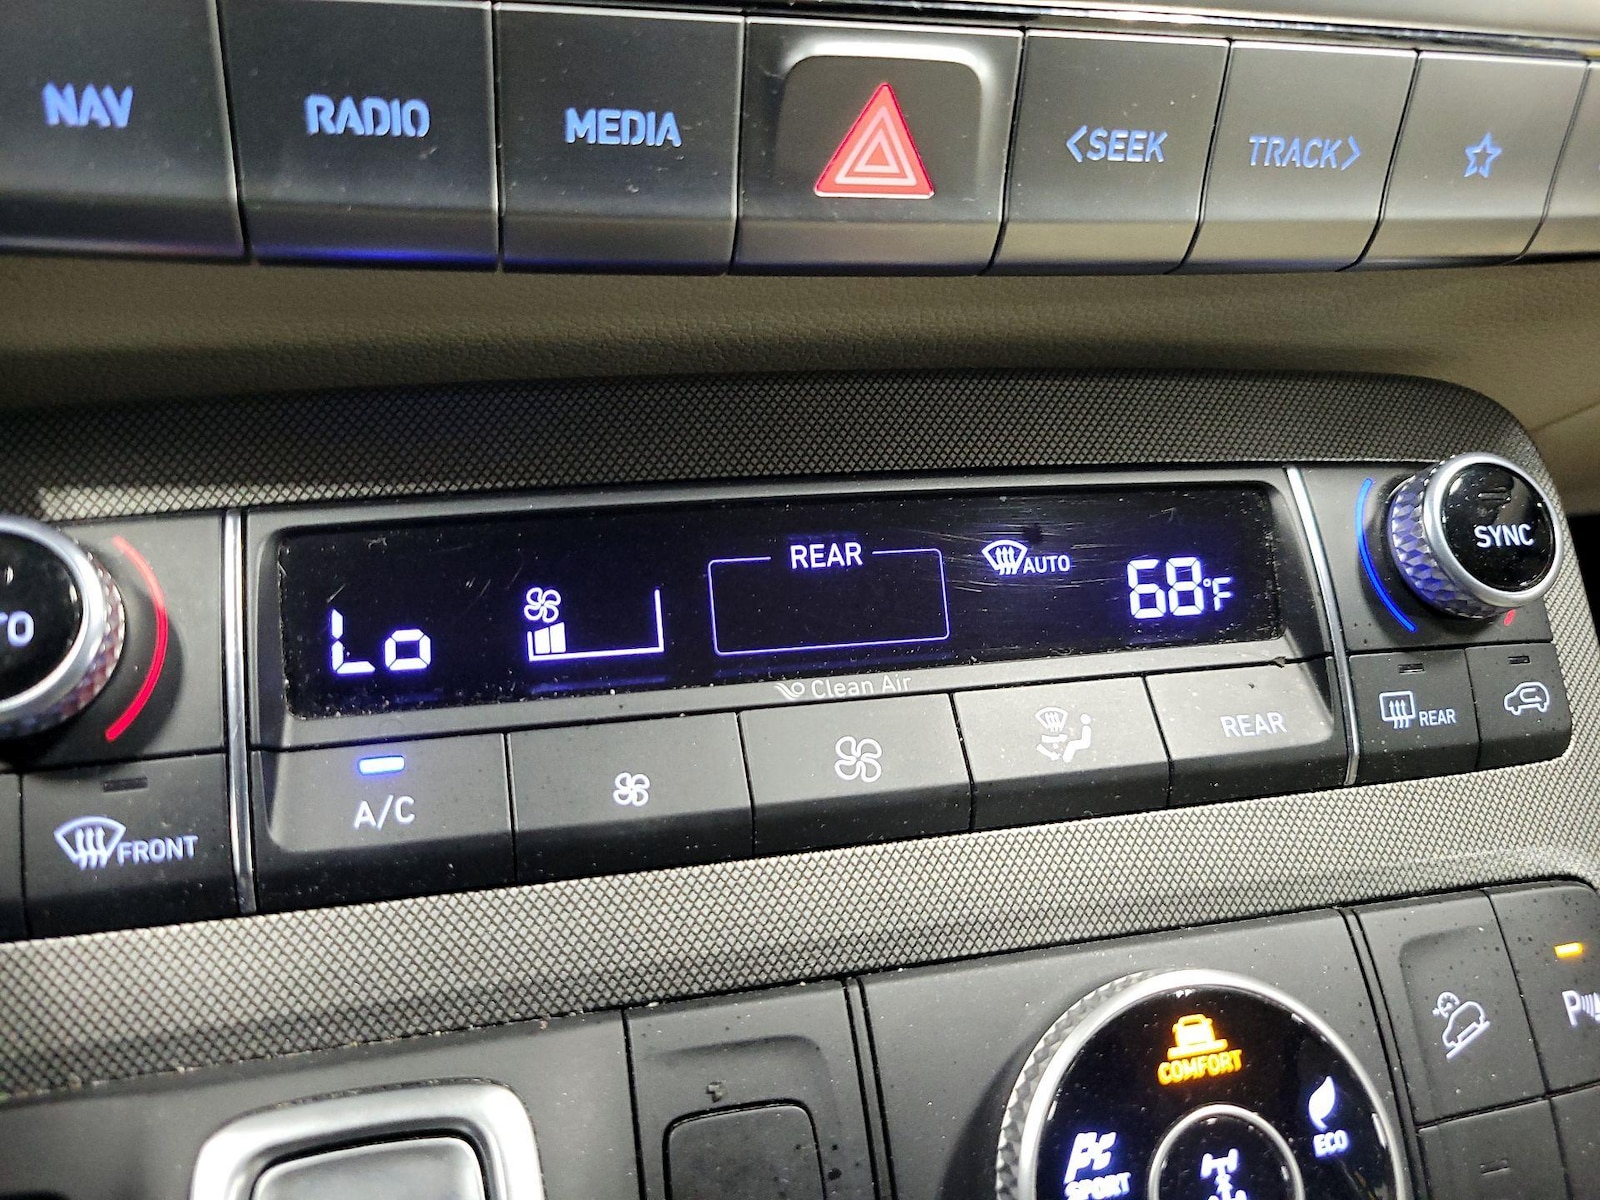 NAV
RADIO
MEDIA
<SEEK
TRACK>
SYNC
REAR
AUTO
68°F
Lo
Clean Air
REAR
REAR
A/C
FRONT
COMFORT
ECO
SPORT